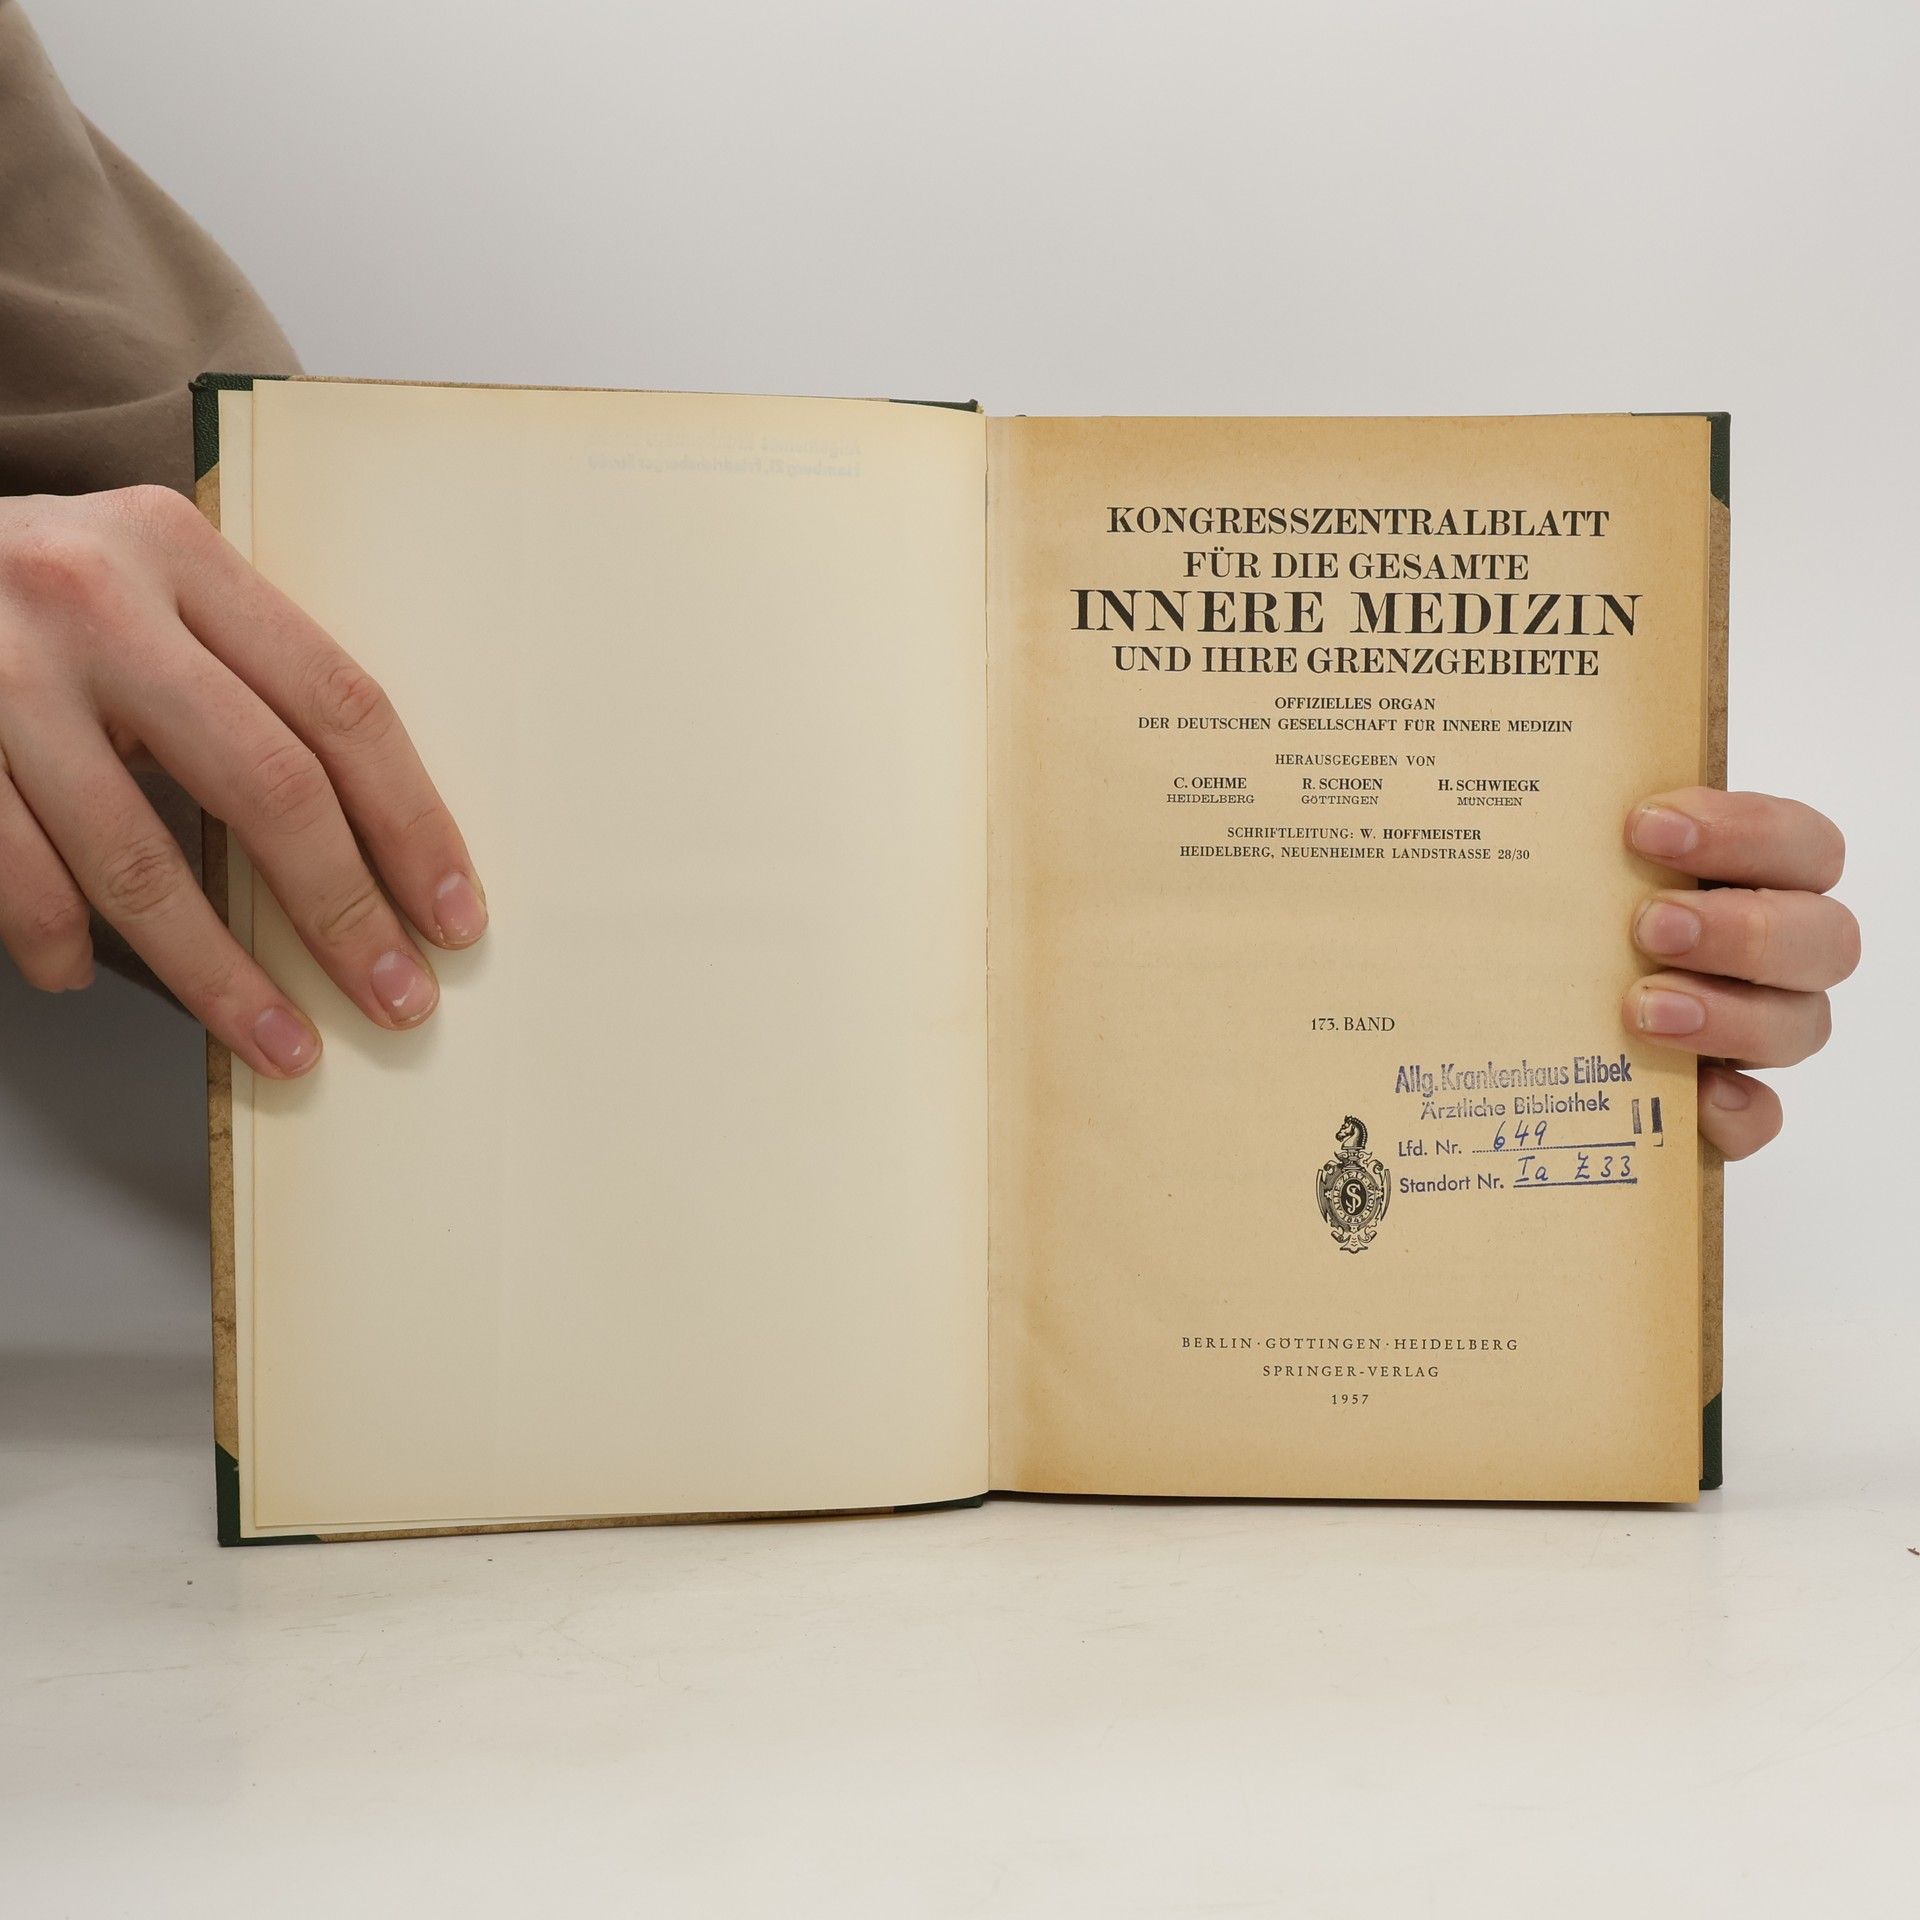 KONGRESSZENTRALBLATT
FÜR DIE GESAMTE
INNERE MEDIZIN
UND IHRE GRENZGEBIETE
OFFIZIELLES ORGAN
DER DEUTSCHEN GESELLSCHAFT FÜR INNERE MEDIZIN
HERAUSGEGEBEN VON
C. OEHME R. SCHOEN H. SCHWIEGK
HEIDELBERG GÖTTINGEN MÜNCHEN
SCHRIFTLEITUNG: W. HOFFMEISTER
HEIDELBERG, NEUENHEIMER LANDSTRASSE 28/30
173. BAND
Allg. Krankenhaus Eilbek
Ärztliche Bibliothek
Lfd. Nr. 649
Standort Nr. Ia Z 33
BERLIN · GÖTTINGEN · HEIDELBERG
SPRINGER-VERLAG
1957